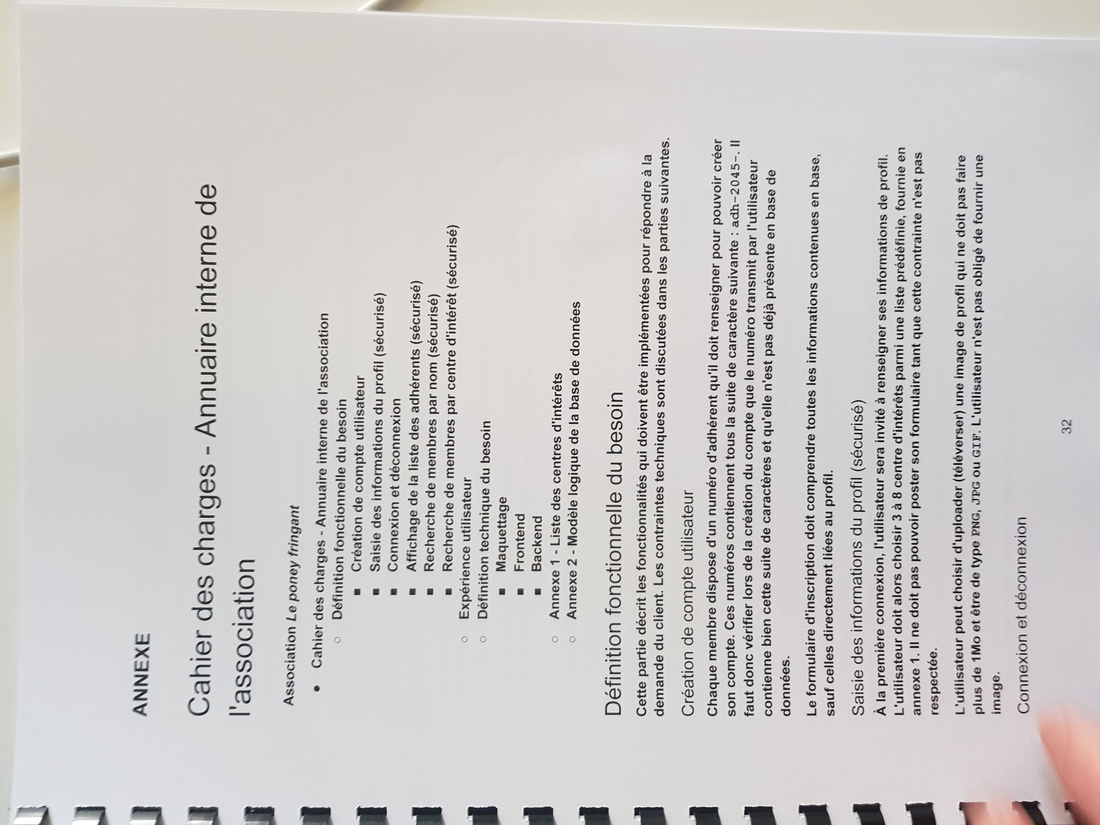 ANNEXE
Cahier des charges - Annuaire interne de
l'association
Association Le poney fringant
• Cahier des charges - Annuaire interne de l'association
○ Définition fonctionnelle du besoin
■ Création de compte utilisateur
■ Saisie des informations du profil (sécurisé)
■ Connexion et déconnexion
■ Affichage de la liste des adhérents (sécurisé)
■ Recherche de membres par nom (sécurisé)
■ Recherche de membres par centre d'intérêt (sécurisé)
○ Expérience utilisateur
○ Définition technique du besoin
■ Maquettage
■ Frontend
■ Backend
○ Annexe 1 - Liste des centres d'intérêts
○ Annexe 2 - Modèle logique de la base de données
Définition fonctionnelle du besoin
Cette partie décrit les fonctionnalités qui doivent être implémentées pour répondre à la
demande du client. Les contraintes techniques sont discutées dans les parties suivantes.
Création de compte utilisateur
Chaque membre dispose d'un numéro d'adhérent qu'il doit renseigner pour pouvoir créer
son compte. Ces numéros contiennent tous la suite de caractère suivante : adh-2045-. Il
faut donc vérifier lors de la création du compte que le numéro transmit par l'utilisateur
contienne bien cette suite de caractères et qu'elle n'est pas déjà présente en base de
données.
Le formulaire d'inscription doit comprendre toutes les informations contenues en base,
sauf celles directement liées au profil.
Saisie des informations du profil (sécurisé)
À la première connexion, l'utilisateur sera invité à renseigner ses informations de profil.
L'utilisateur doit alors choisir 3 à 8 centre d'intérêts parmi une liste prédéfinie, fournie en
annexe 1. Il ne doit pas pouvoir poster son formulaire tant que cette contrainte n'est pas
respectée.
L'utilisateur peut choisir d'uploader (téléverser) une image de profil qui ne doit pas faire
plus de 1Mo et être de type PNG, JPG ou GIF. L'utilisateur n'est pas obligé de fournir une
image.
Connexion et déconnexion
32